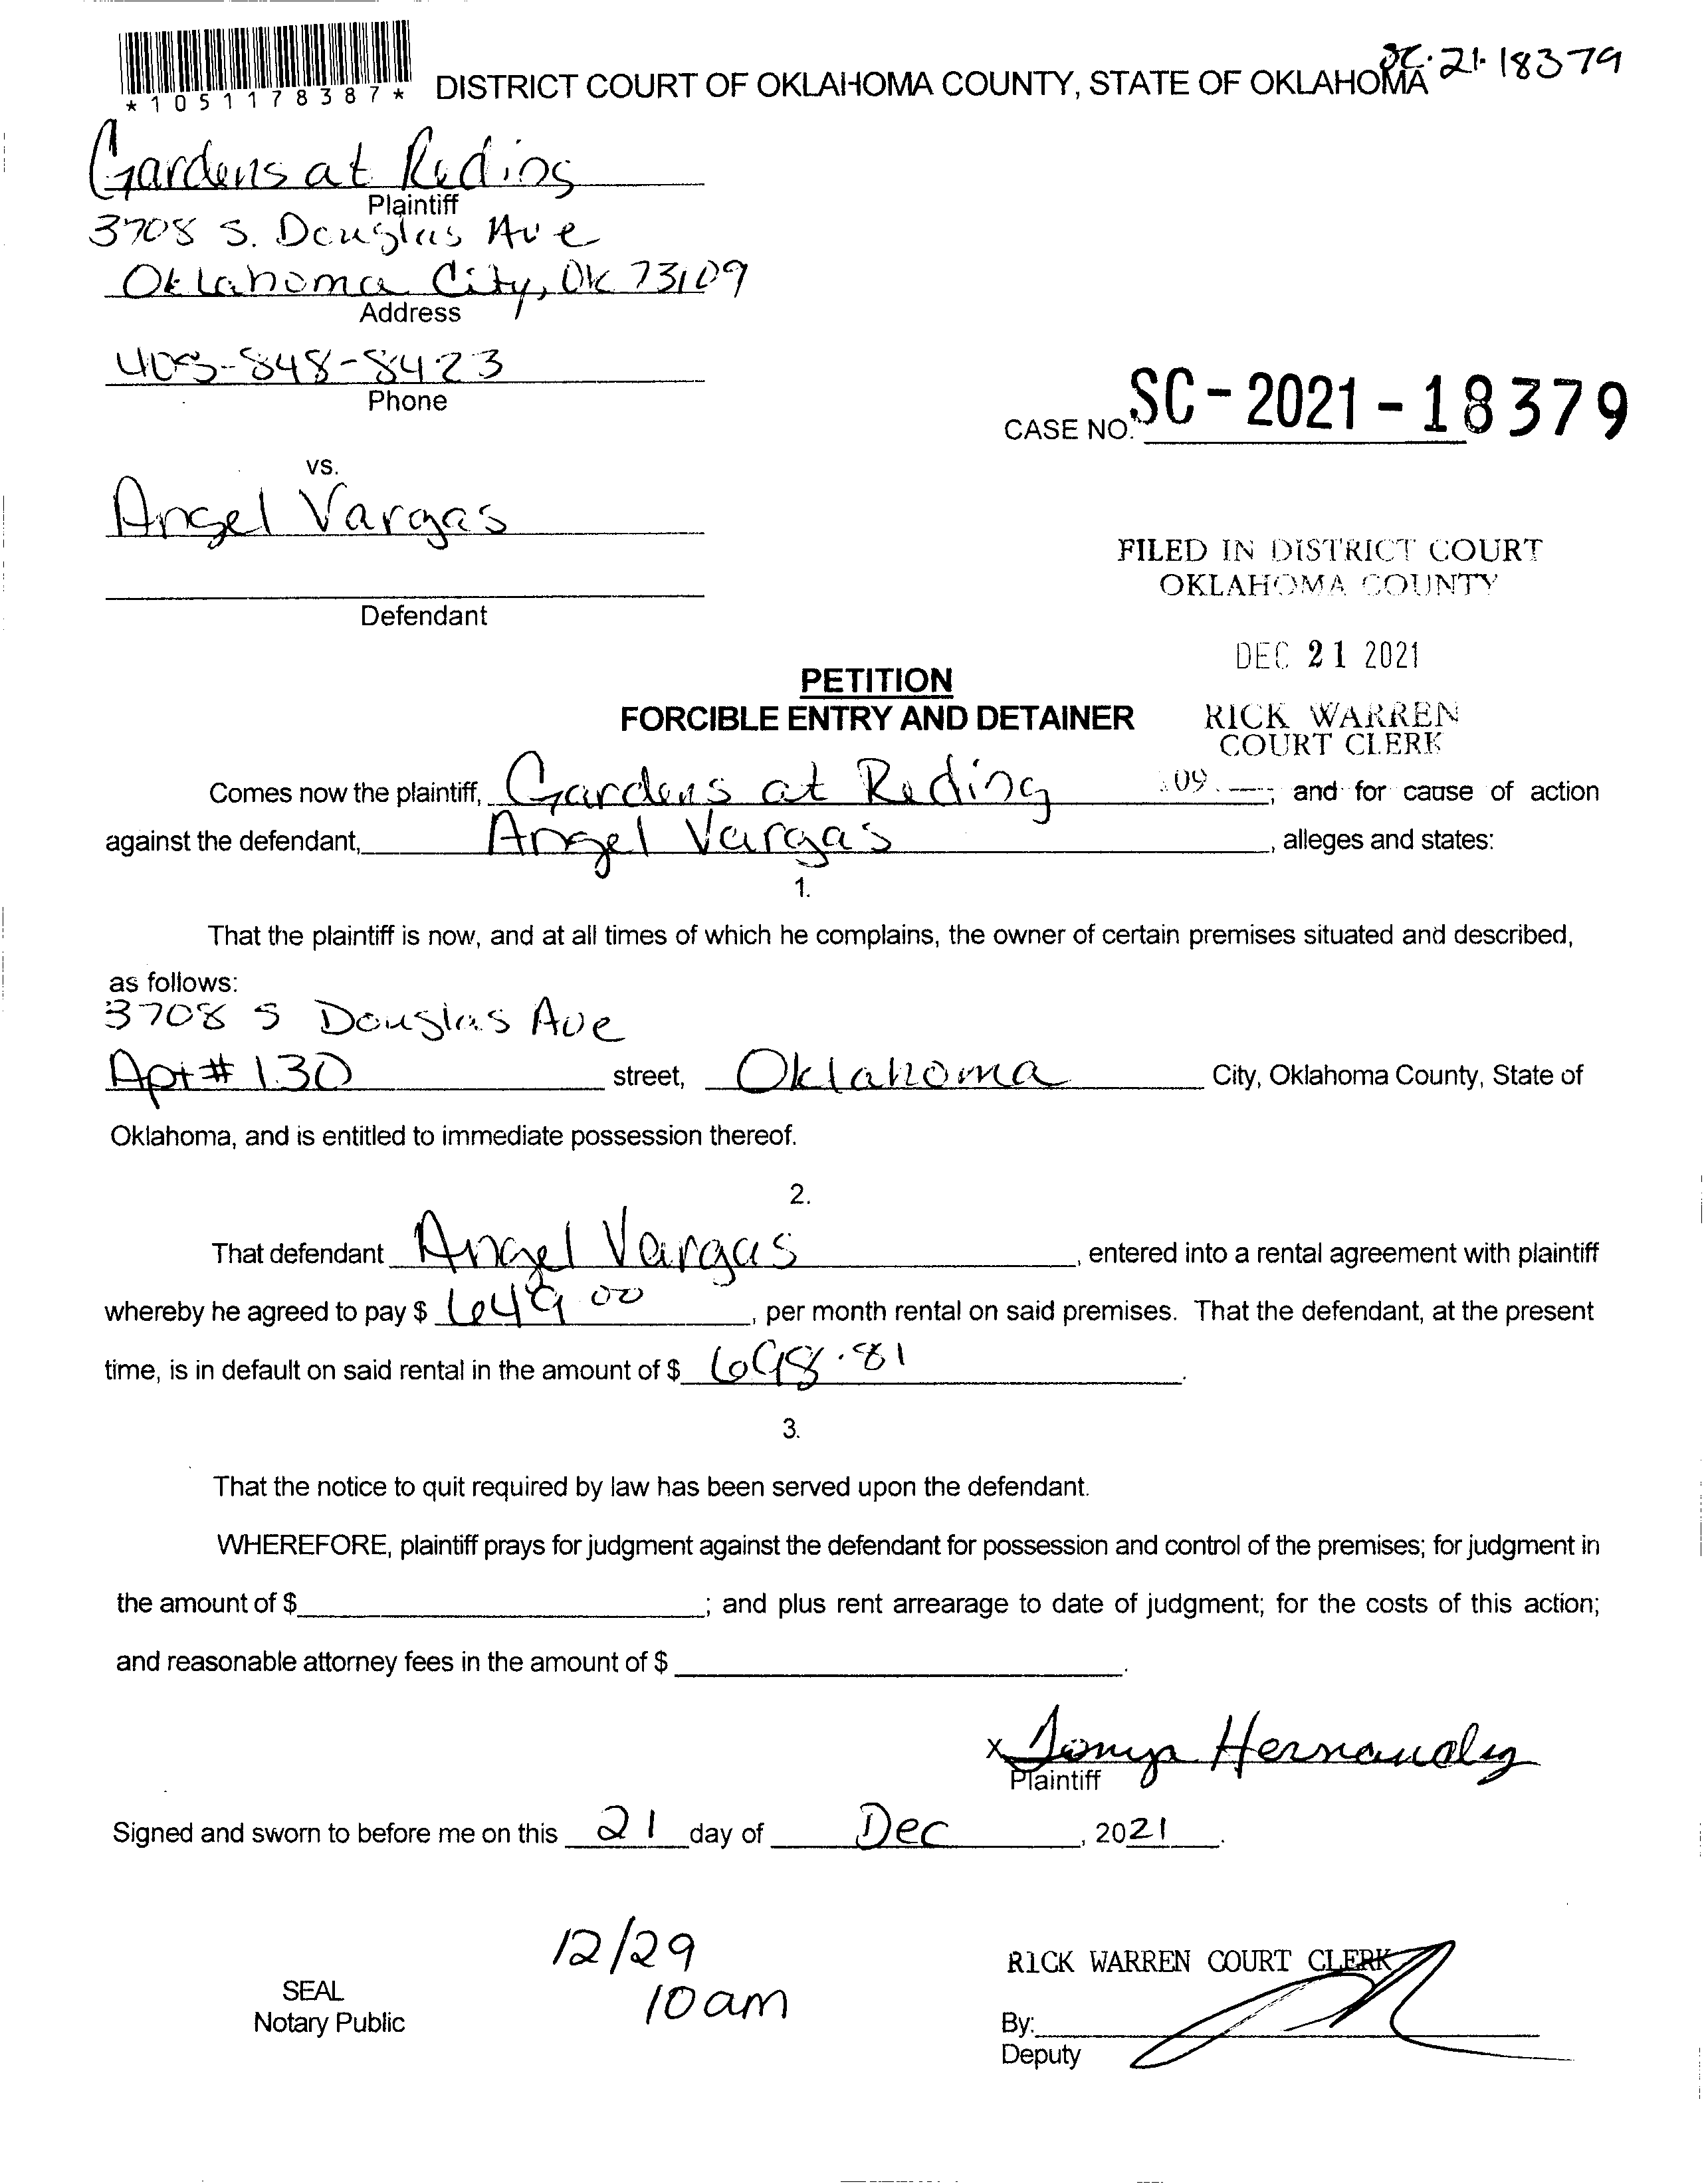 SC-21-18379
*1051178387* DISTRICT COURT OF OKLAHOMA COUNTY, STATE OF OKLAHOMA
Gardens at Reding
Plaintiff
3708 S. Douglas Ave
Oklahoma City, OK 73109
Address
405-848-8423
Phone
CASE NO. SC-2021-18379
vs.
Angel Vargas
Defendant
FILED IN DISTRICT COURT
OKLAHOMA COUNTY
DEC 21 2021
RICK WARREN
COURT CLERK
PETITION
FORCIBLE ENTRY AND DETAINER
Comes now the plaintiff, Gardens at Reding 109 ; and for cause of action
against the defendant, Angel Vargas, alleges and states:
1.
That the plaintiff is now, and at all times of which he complains, the owner of certain premises situated and described,
as follows:
3708 S Douglas Ave
Apt# 130 street, Oklahoma City, Oklahoma County, State of
Oklahoma, and is entitled to immediate possession thereof.
2.
That defendant Angel Vargas, entered into a rental agreement with plaintiff
whereby he agreed to pay $ 649.00, per month rental on said premises. That the defendant, at the present
time, is in default on said rental in the amount of $ 698.81.
3.
That the notice to quit required by law has been served upon the defendant.
WHEREFORE, plaintiff prays for judgment against the defendant for possession and control of the premises; for judgment in
the amount of $ ; and plus rent arrearage to date of judgment; for the costs of this action;
and reasonable attorney fees in the amount of $ .
x Sonya Hernandez
Plaintiff
Signed and sworn to before me on this 21 day of Dec, 2021.
12/29
10am
SEAL
Notary Public
RICK WARREN COURT CLERK
By:
Deputy